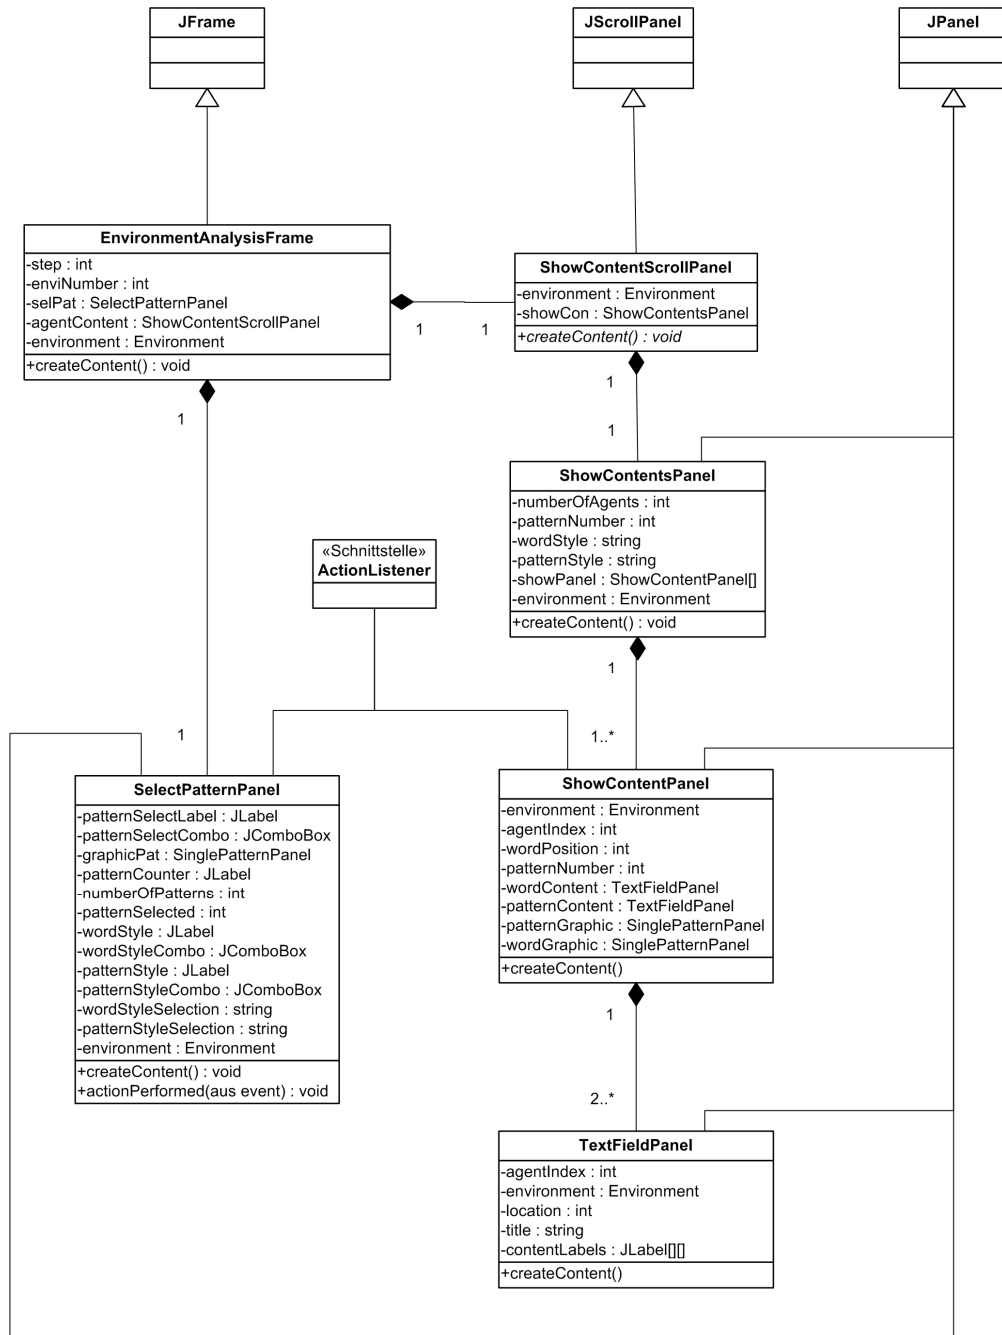 JFrame
JScrollPanel
JPanel
EnvironmentAnalysisFrame
-step : int
-enviNumber : int
-selPat : SelectPatternPanel
-agentContent : ShowContentScrollPanel
-environment : Environment
+createContent() : void
ShowContentScrollPanel
-environment : Environment
-showCon : ShowContentsPanel
+createContent() : void
1
1
1
1
1
ShowContentsPanel
-numberOfAgents : int
-patternNumber : int
-wordStyle : string
-patternStyle : string
-showPanel : ShowContentPanel[]
-environment : Environment
+createContent() : void
«Schnittstelle»
ActionListener
1
1
1..*
SelectPatternPanel
-patternSelectLabel : JLabel
-patternSelectCombo : JComboBox
-graphicPat : SinglePatternPanel
-patternCounter : JLabel
-numberOfPatterns : int
-patternSelected : int
-wordStyle : JLabel
-wordStyleCombo : JComboBox
-patternStyle : JLabel
-patternStyleCombo : JComboBox
-wordStyleSelection : string
-patternStyleSelection : string
-environment : Environment
+createContent() : void
+actionPerformed(aus event) : void
ShowContentPanel
-environment : Environment
-agentIndex : int
-wordPosition : int
-patternNumber : int
-wordContent : TextFieldPanel
-patternContent : TextFieldPanel
-patternGraphic : SinglePatternPanel
-wordGraphic : SinglePatternPanel
+createContent()
1
2..*
TextFieldPanel
-agentIndex : int
-environment : Environment
-location : int
-title : string
-contentLabels : JLabel[][]
+createContent()